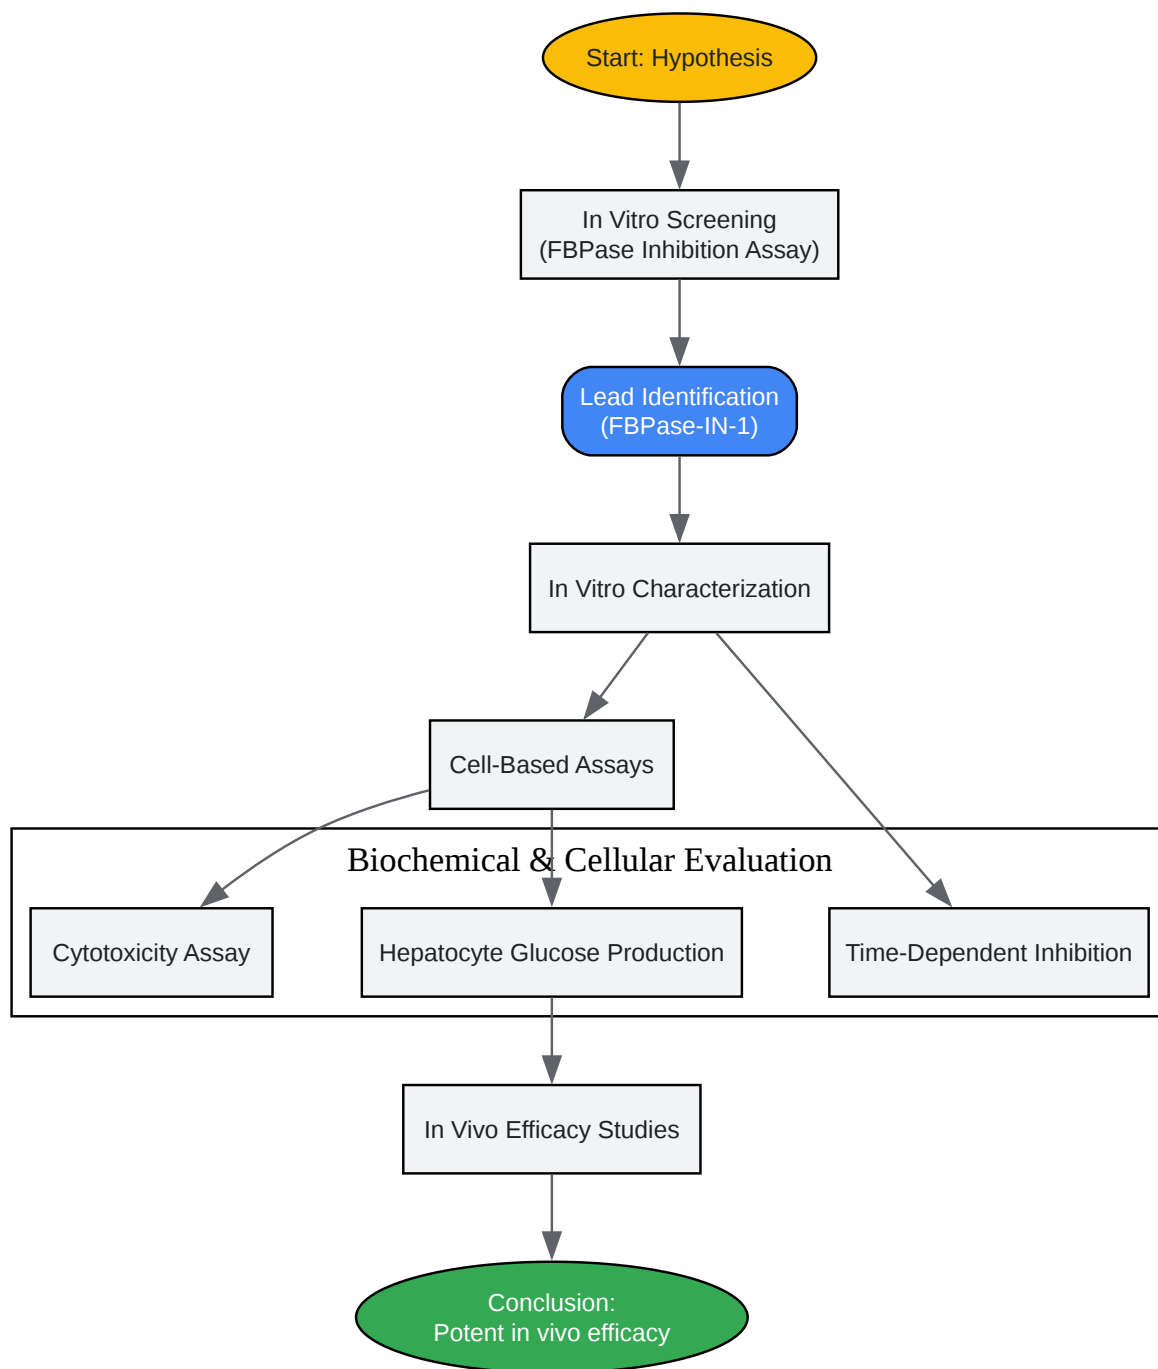 Start: Hypothesis
In Vitro Screening
(FBPase Inhibition Assay)
Lead Identification
(FBPase-IN-1)
In Vitro Characterization
Cell-Based Assays
Biochemical & Cellular Evaluation
Cytotoxicity Assay
Hepatocyte Glucose Production
Time-Dependent Inhibition
In Vivo Efficacy Studies
Conclusion:
Potent in vivo efficacy